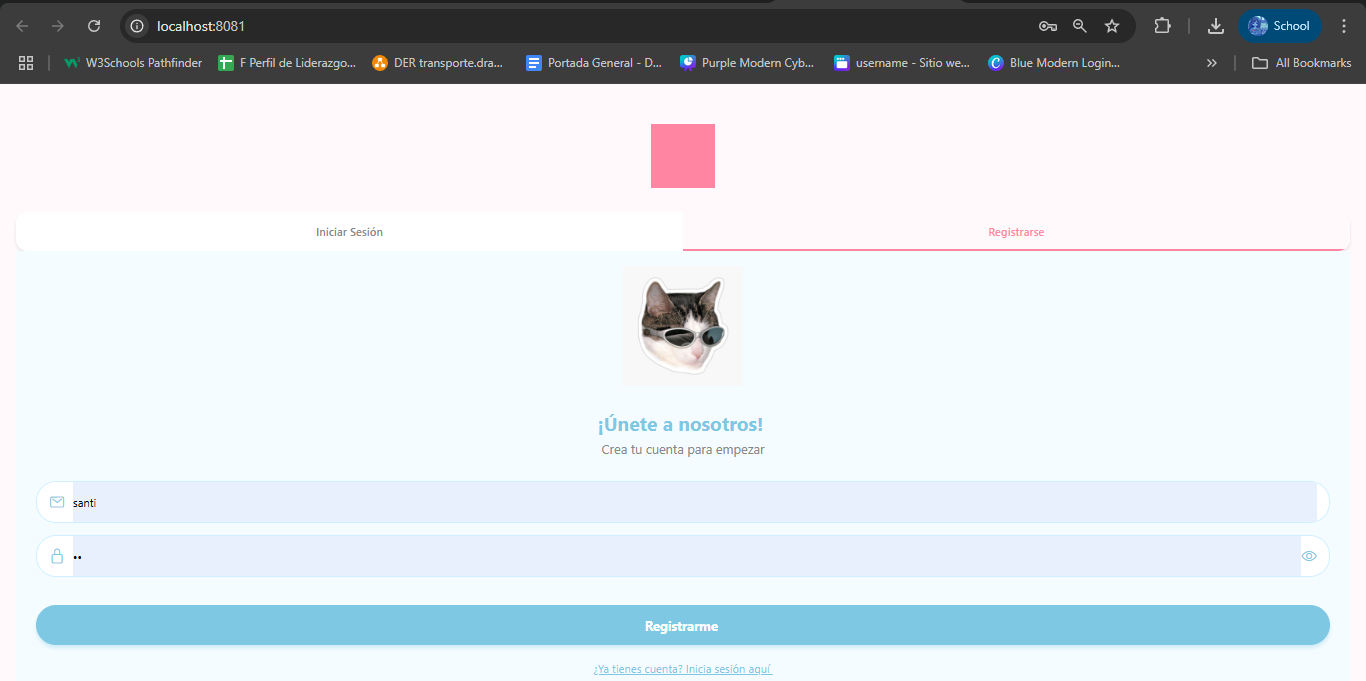 localhost:8081
School
W3Schools Pathfinder
F Perfil de Liderazgo...
DER transporte.dra...
Portada General - D...
Purple Modern Cyb...
username - Sitio we...
Blue Modern Login...
»
All Bookmarks
Iniciar Sesión
Registrarse
¡Únete a nosotros!
Crea tu cuenta para empezar
santi
••
Registrarme
¿Ya tienes cuenta? Inicia sesión aquí